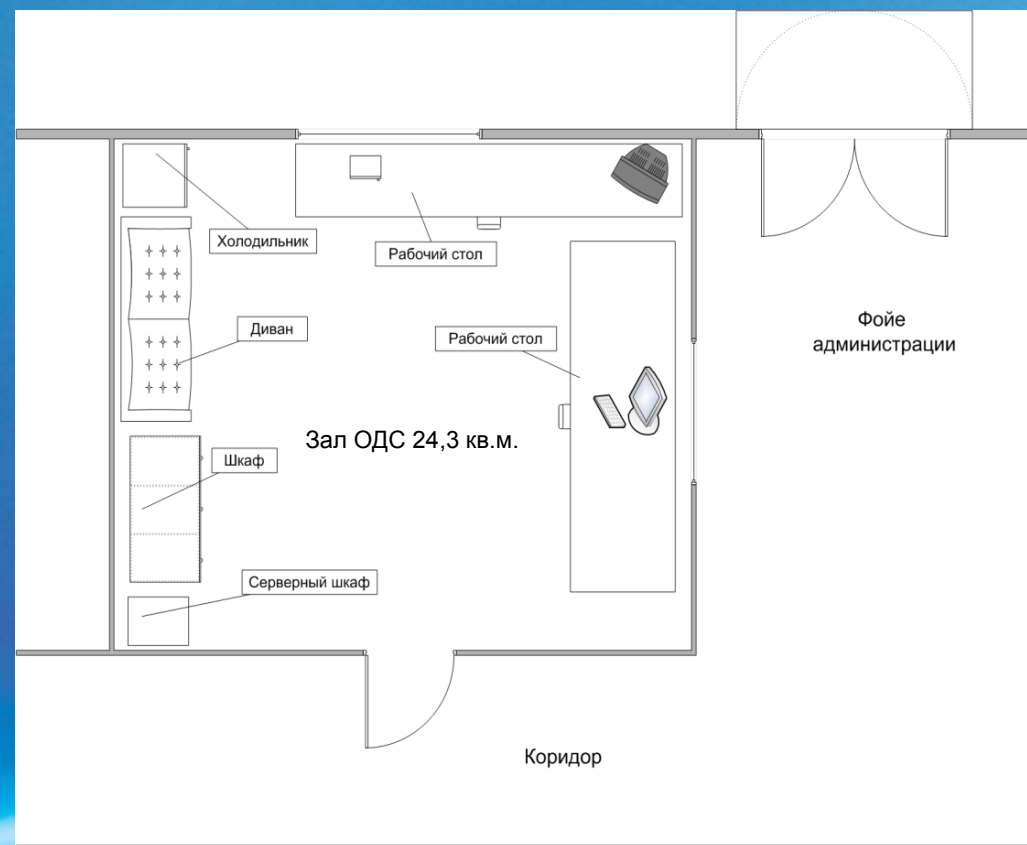 Холодильник
Рабочий стол
Диван
Рабочий стол
Фойе
администрации
Зал ОДС 24,3 кв.м.
Шкаф
Серверный шкаф
Коридор